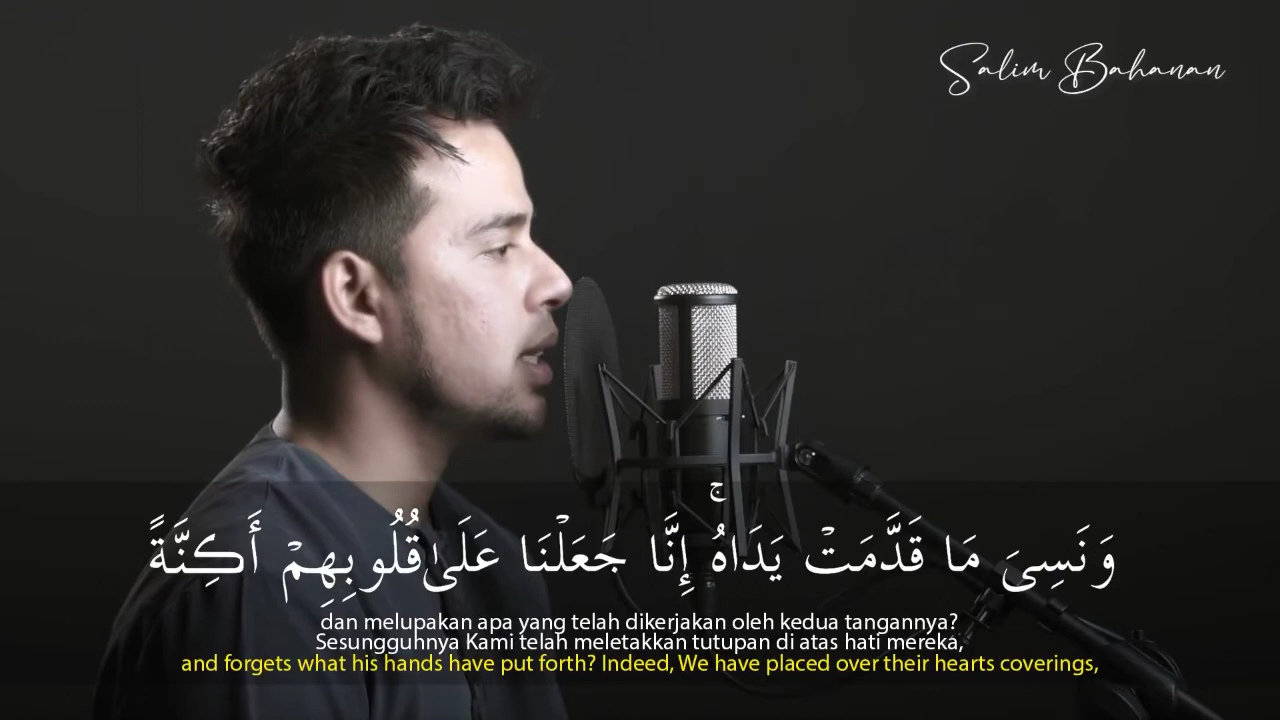 Salim Bahanan
وَنَسِىَ مَا قَدَّمَتْ يَدَاهُ ۚ إِنَّا جَعَلْنَا عَلَىٰ قُلُوبِهِمْ أَكِنَّةً
dan melupakan apa yang telah dikerjakan oleh kedua tangannya?
Sesungguhnya Kami telah meletakkan tutupan di atas hati mereka,
and forgets what his hands have put forth? Indeed, We have placed over their hearts coverings,